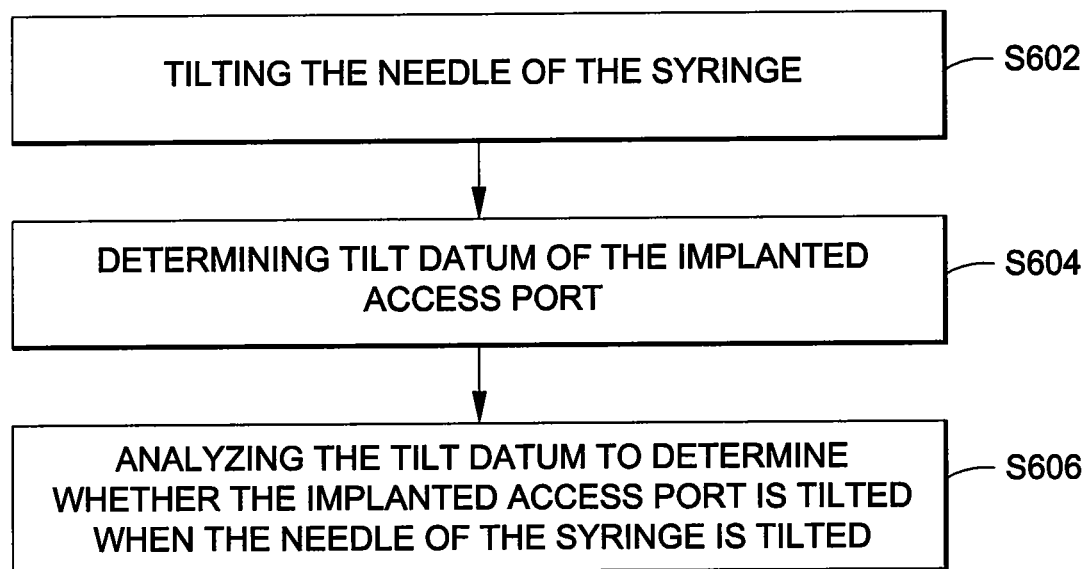 TILTING THE NEEDLE OF THE SYRINGE
S602
DETERMINING TILT DATUM OF THE IMPLANTED
ACCESS PORT
S604
ANALYZING THE TILT DATUM TO DETERMINE
WHETHER THE IMPLANTED ACCESS PORT IS TILTED
WHEN THE NEEDLE OF THE SYRINGE IS TILTED
S606